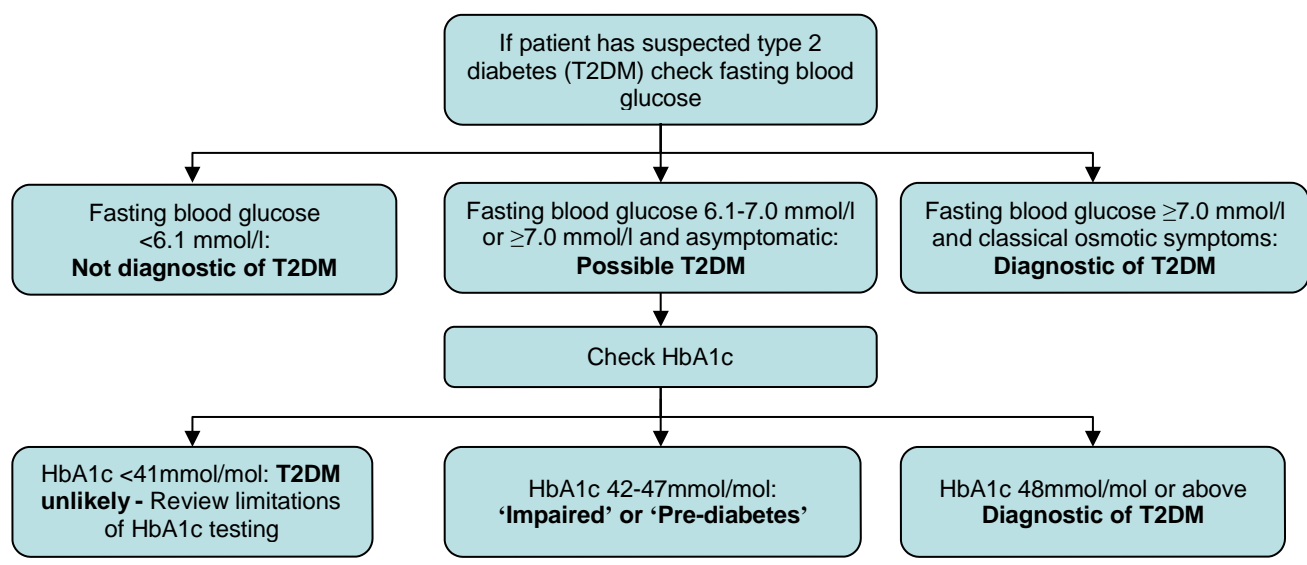 If patient has suspected type 2
diabetes (T2DM) check fasting blood
glucose
Fasting blood glucose
<6.1 mmol/l:
Not diagnostic of T2DM
Fasting blood glucose 6.1-7.0 mmol/l
or ≥7.0 mmol/l and asymptomatic:
Possible T2DM
Fasting blood glucose ≥7.0 mmol/l
and classical osmotic symptoms:
Diagnostic of T2DM
Check HbA1c
HbA1c <41mmol/mol: T2DM
unlikely - Review limitations
of HbA1c testing
HbA1c 42-47mmol/mol:
‘Impaired’ or ‘Pre-diabetes’
HbA1c 48mmol/mol or above
Diagnostic of T2DM